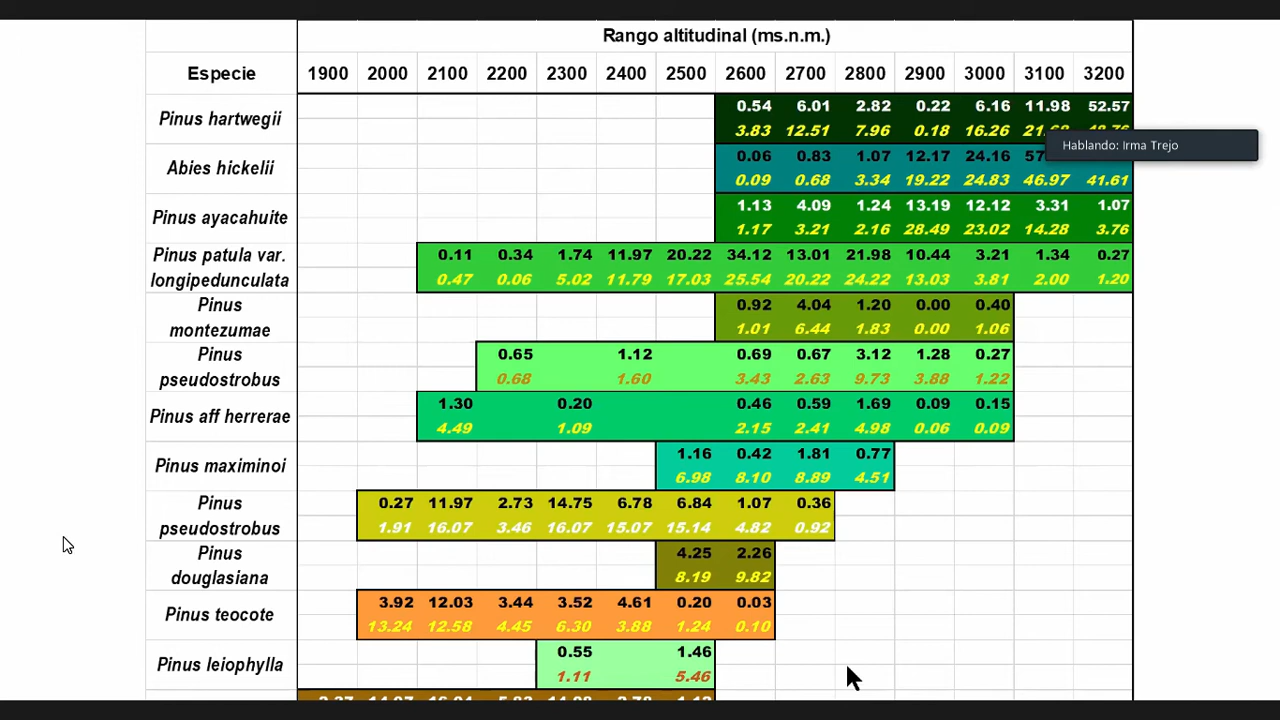 Rango altitudinal (ms.n.m.)
Especie 1900 2000 2100 2200 2300 2400 2500 2600 2700 2800 2900 3000 3100 3200
Pinus hartwegii 0.54 6.01 2.82 0.22 6.16 11.98 52.57
3.83 12.51 7.96 0.18 16.26
Hablando: Irma Trejo
Abies hickelii 0.06 0.83 1.07 12.17 24.16
0.09 0.68 3.34 19.22 24.83 46.97 41.61
Pinus ayacahuite 1.13 4.09 1.24 13.19 12.12 3.31 1.07
1.17 3.21 2.16 28.49 23.02 14.28 3.76
Pinus patula var. 0.11 0.34 1.74 11.97 20.22 34.12 13.01 21.98 10.44 3.21 1.34 0.27
longipedunculata 0.47 0.06 5.02 11.79 17.03 25.54 20.22 24.22 13.03 3.81 2.00 1.20
Pinus 0.92 4.04 1.20 0.00 0.40
montezumae 1.01 6.44 1.83 0.00 1.06
Pinus 0.65 1.12 0.69 0.67 3.12 1.28 0.27
pseudostrobus 0.68 1.60 3.43 2.63 9.73 3.88 1.22
Pinus aff herrerae 1.30 0.20 0.46 0.59 1.69 0.09 0.15
4.49 1.09 2.15 2.41 4.98 0.06 0.09
Pinus maximinoi 1.16 0.42 1.81 0.77
6.98 8.10 8.89 4.51
Pinus 0.27 11.97 2.73 14.75 6.78 6.84 1.07 0.36
pseudostrobus 1.91 16.07 3.46 16.07 15.07 15.14 4.82 0.92
Pinus 4.25 2.26
douglasiana 8.19 9.82
Pinus teocote 3.92 12.03 3.44 3.52 4.61 0.20 0.03
13.24 12.58 4.45 6.30 3.88 1.24 0.10
Pinus leiophylla 0.55 1.46
1.11 5.46